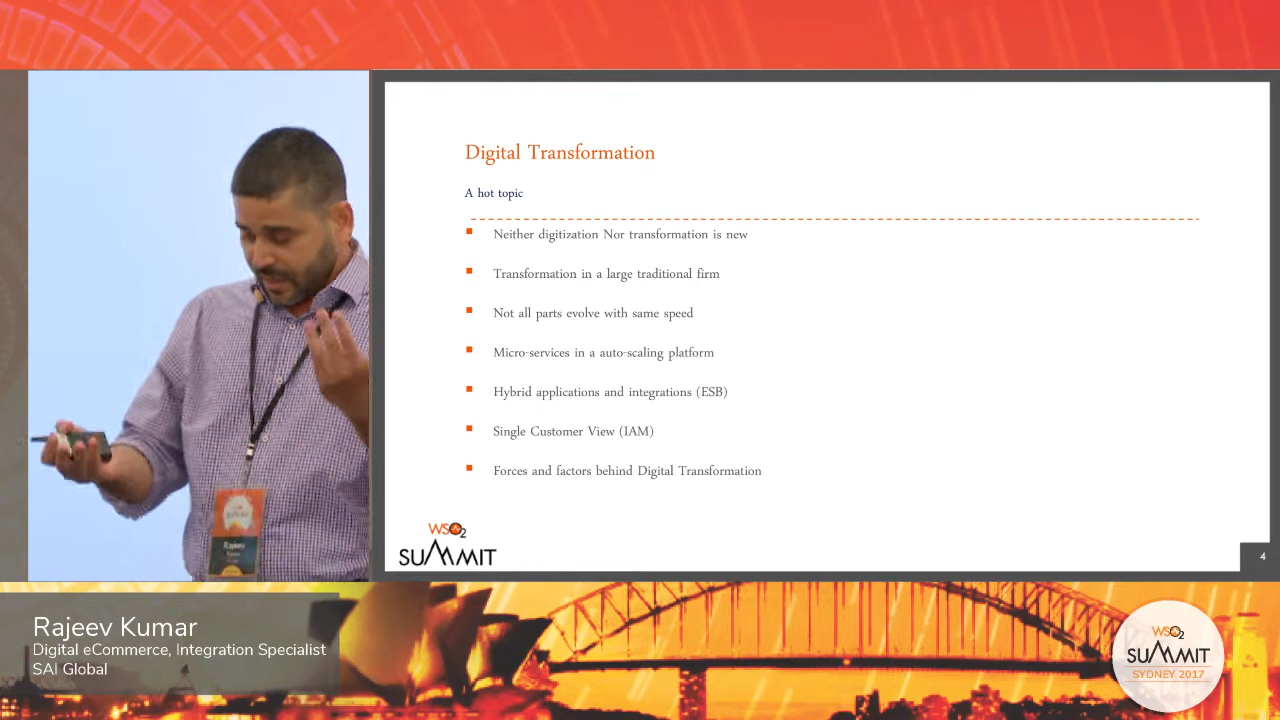 Digital Transformation
A hot topic
Neither digitization Nor transformation is new
Transformation in a large traditional firm
Not all parts evolve with same speed
Micro-services in a auto-scaling platform
Hybrid applications and integrations (ESB)
Single Customer View (IAM)
Forces and factors behind Digital Transformation
WSO2
SUMMIT
4
Rajeev
Rajeev Kumar
Digital eCommerce, Integration Specialist
SAI Global
WSO2
SUMMIT
SYDNEY 2017